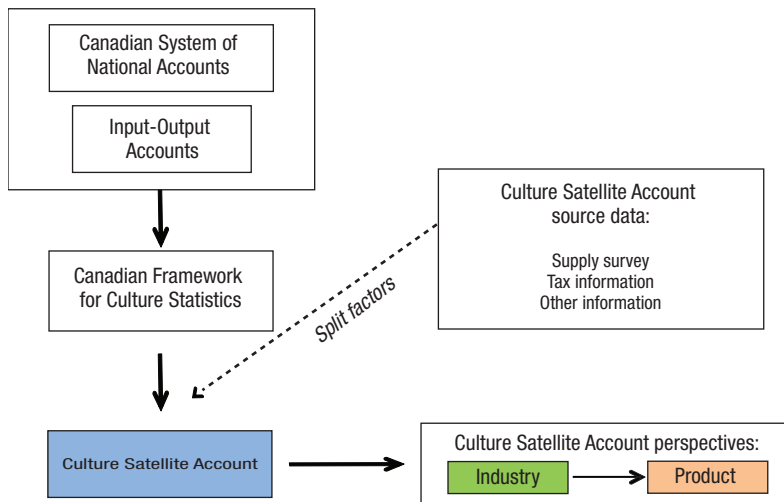 Canadian System of
National Accounts
Input-Output
Accounts
Culture Satellite Account
source data:
Supply survey
Tax information
Other information
Canadian Framework
for Culture Statistics
Split factors
Culture Satellite Account
Culture Satellite Account perspectives:
Industry
Product